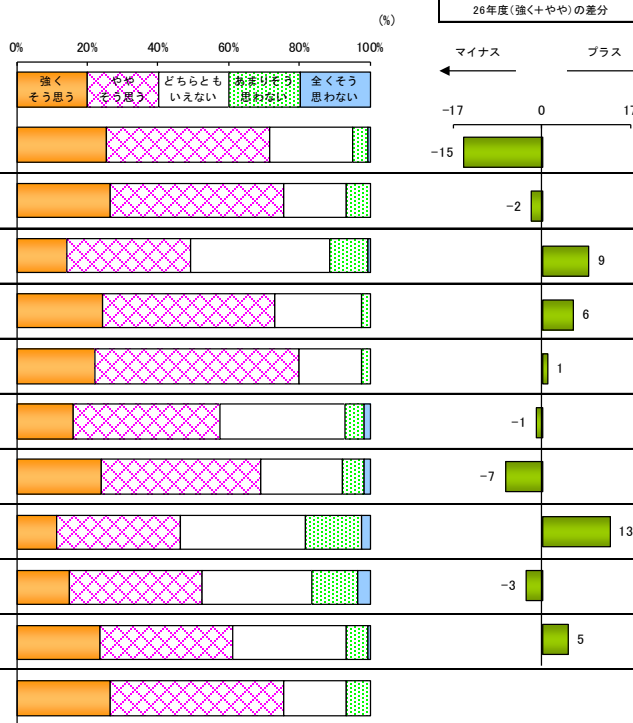 26年度(強く+やや)の差分
(%)
0% 20% 40% 60% 80% 100%
マイナス プラス
強く
そう思う
やや
そう思う
どちらとも
いえない
あまりそう
思わない
全くそう
思わない
-17 0 17
-15
-2
9
6
1
-1
-7
13
-3
5